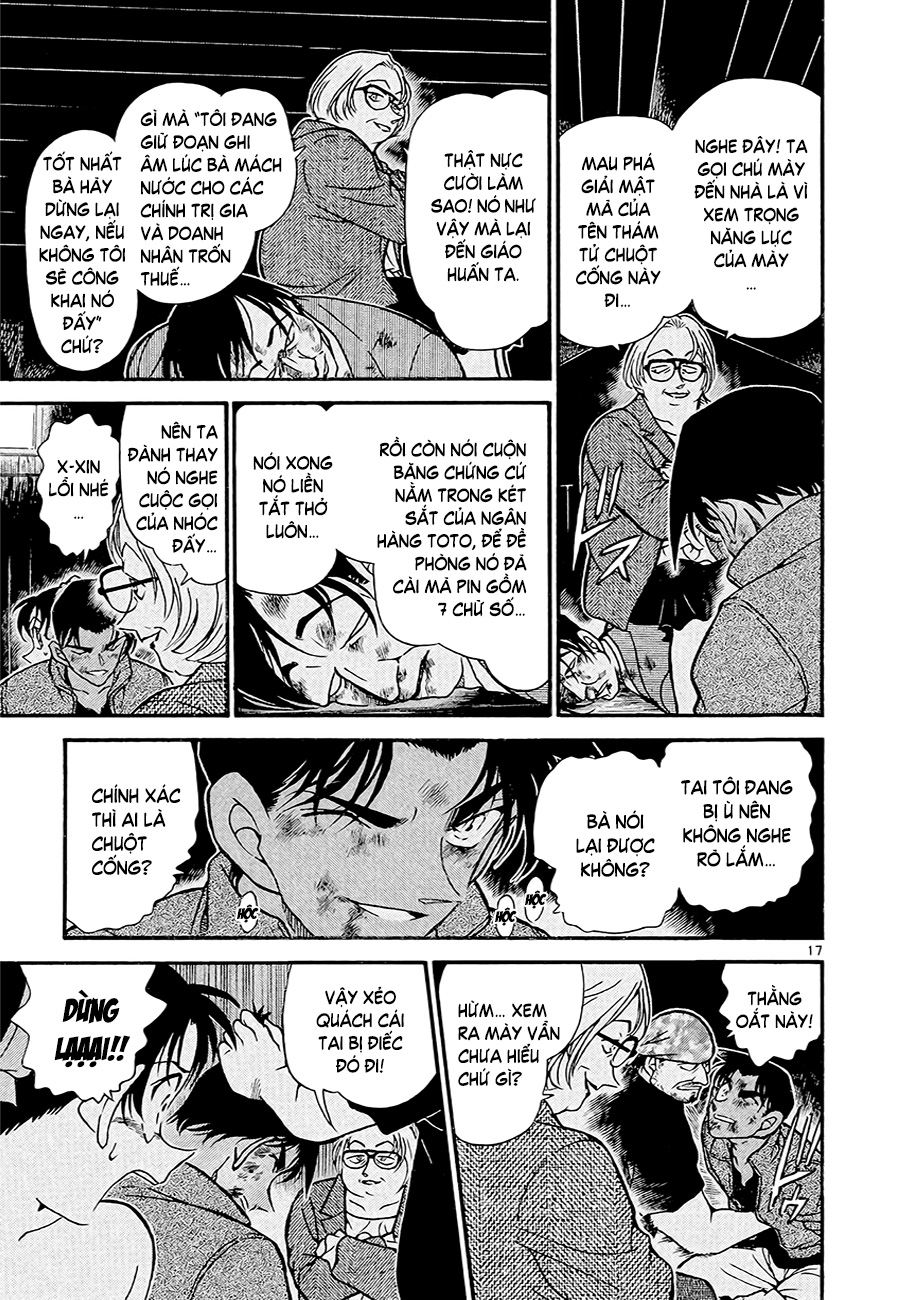 NGHE ĐÂY! TA
GỌI CHÚ MÀY
ĐẾN NHÀ LÀ VÌ
XEM TRỌNG
NĂNG LỰC
CỦA MÀY
...
MAU PHÁ
GIẢI MẬT
MÃ CỦA
TÊN THÁM
TỬ CHUỘT
CỐNG NÀY
ĐI...
THẬT NỰC
CƯỜI LÀM
SAO! NÓ NHƯ
VẬY MÀ LẠI
ĐẾN GIÁO
HUẤN TA.
GÌ MÀ "TÔI ĐANG
GIỮ ĐOẠN GHI
ÂM LÚC BÀ MÁCH
NƯỚC CHO CÁC
CHÍNH TRỊ GIA
VÀ DOANH
NHÂN TRỐN
THUẾ...
TỐT NHẤT
BÀ HÃY
DỪNG LẠI
NGAY, NẾU
KHÔNG TÔI
SẼ CÔNG
KHAI NÓ
ĐẤY" CHỨ?
RỒI CÒN NÓI CUỘN
BĂNG CHỨNG CỨ
NẰM TRONG KÉT
SẮT CỦA NGÂN
HÀNG TOTO, ĐỂ ĐỀ
PHÒNG NÓ ĐÃ
CÀI MÃ PIN GỒM
7 CHỮ SỐ...
NÓI XONG
NÓ LIỀN
TẮT THỞ
LUÔN...
NÊN TA
ĐÀNH THAY
NÓ NGHE
CUỘC GỌI
CỦA NHÓC
ĐẤY...
X-XIN
LỖI NHÉ
...
TAI TÔI ĐANG
BỊ Ù NÊN
KHÔNG NGHE
RÕ LẮM...
BÀ NÓI
LẠI ĐƯỢC
KHÔNG?
HỘC
HỘC
HỘC
CHÍNH XÁC
THÌ AI LÀ
CHUỘT
CỐNG?
17
THẰNG
OẮT NÀY!
HỪM... XEM
RA MÀY VẪN
CHƯA HIỂU
CHỨ GÌ?
VẬY XÉO
QUÁCH CÁI
TAI BỊ ĐIẾC
ĐÓ ĐI!
DỪNG
LẠẠẠI!!